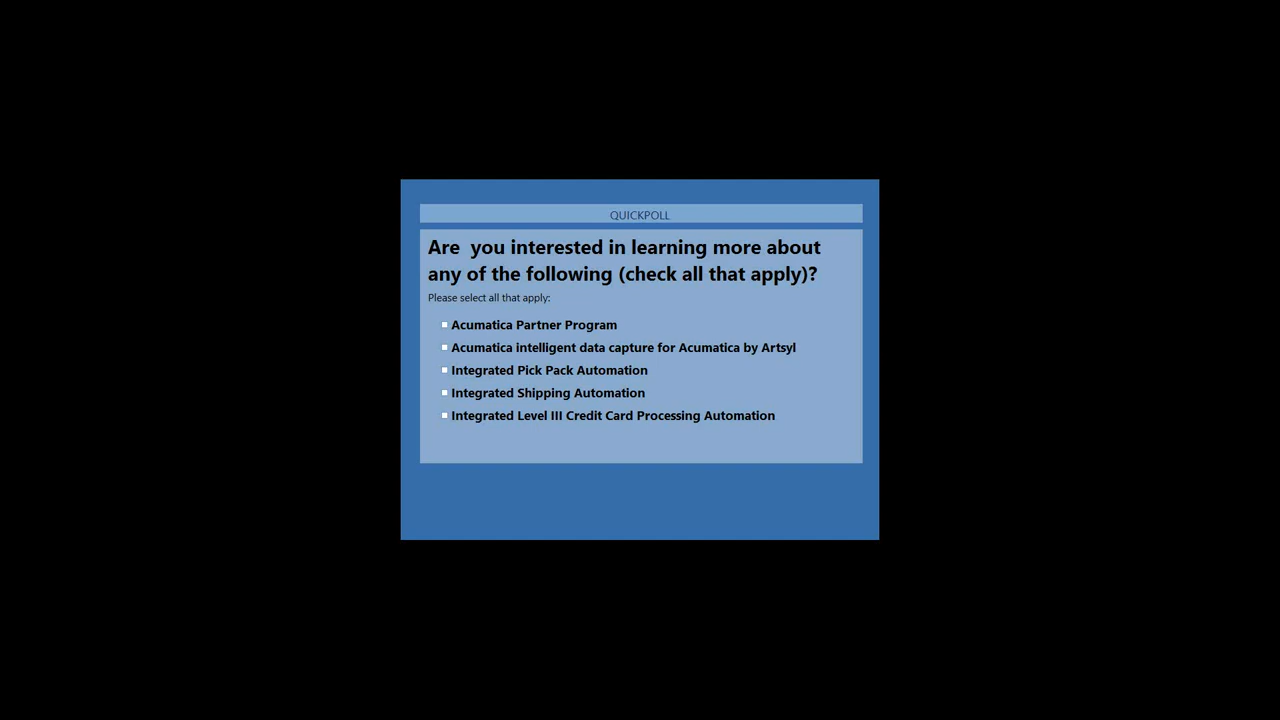 QUICKPOLL
Are  you interested in learning more about
any of the following (check all that apply)?
Please select all that apply:
Acumatica Partner Program
Acumatica intelligent data capture for Acumatica by Artsyl
Integrated Pick Pack Automation
Integrated Shipping Automation
Integrated Level III Credit Card Processing Automation